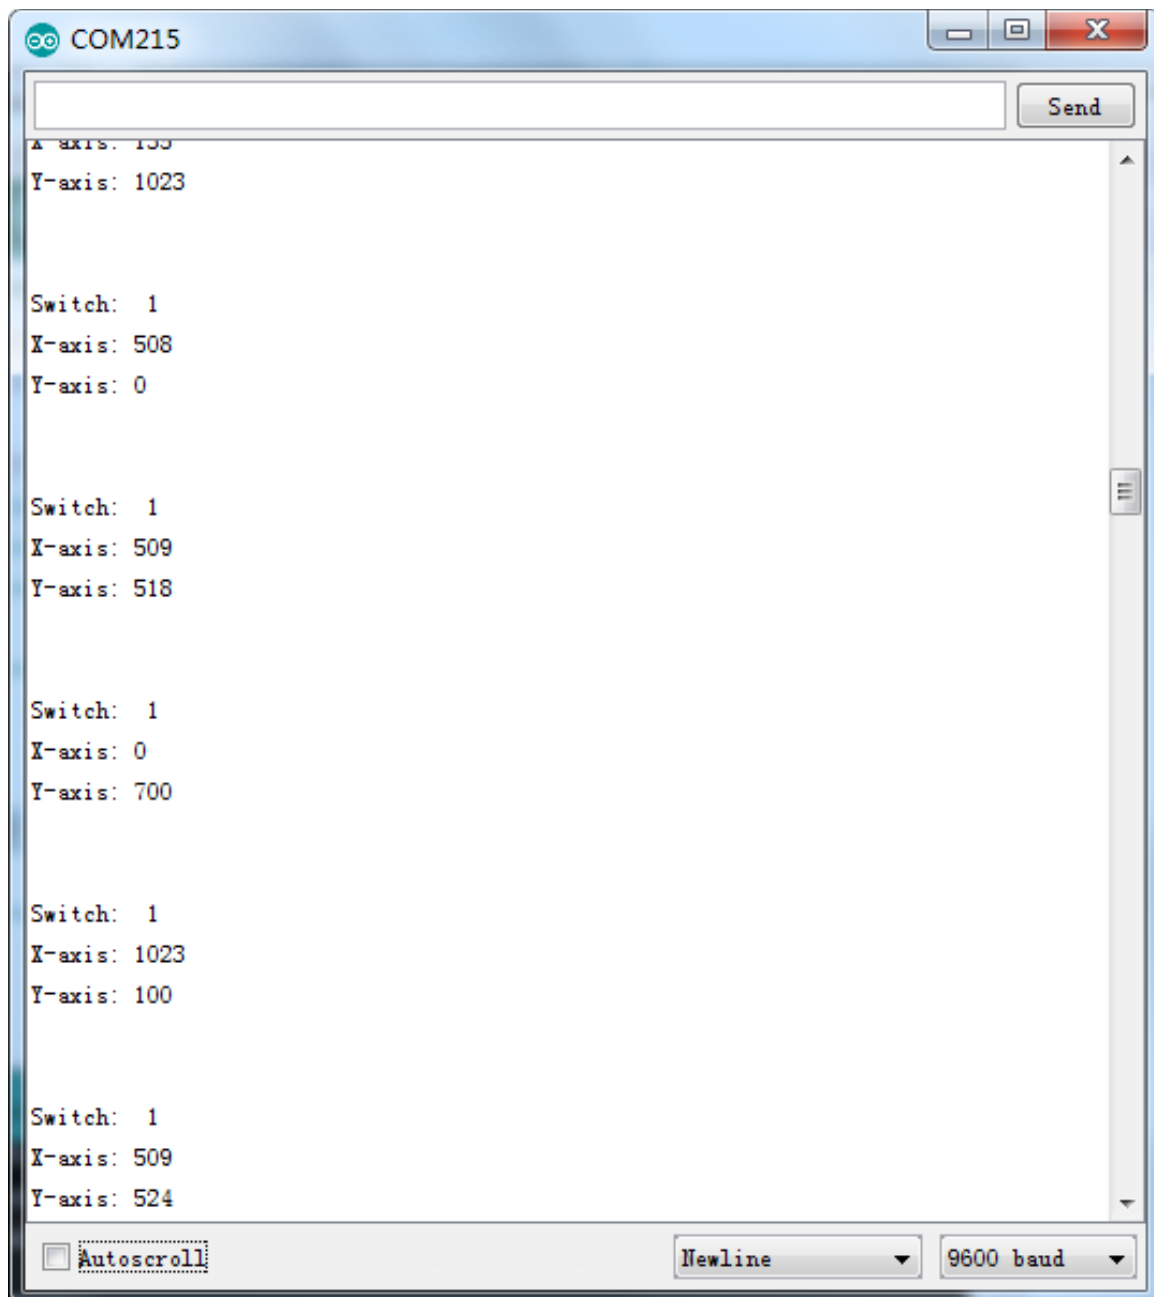 COM215
Send
Y-axis: 1023
Switch:  1
X-axis: 508
Y-axis: 0
Switch:  1
X-axis: 509
Y-axis: 518
Switch:  1
X-axis: 0
Y-axis: 700
Switch:  1
X-axis: 1023
Y-axis: 100
Switch:  1
X-axis: 509
Y-axis: 524
Autoscroll
Newline
9600 baud